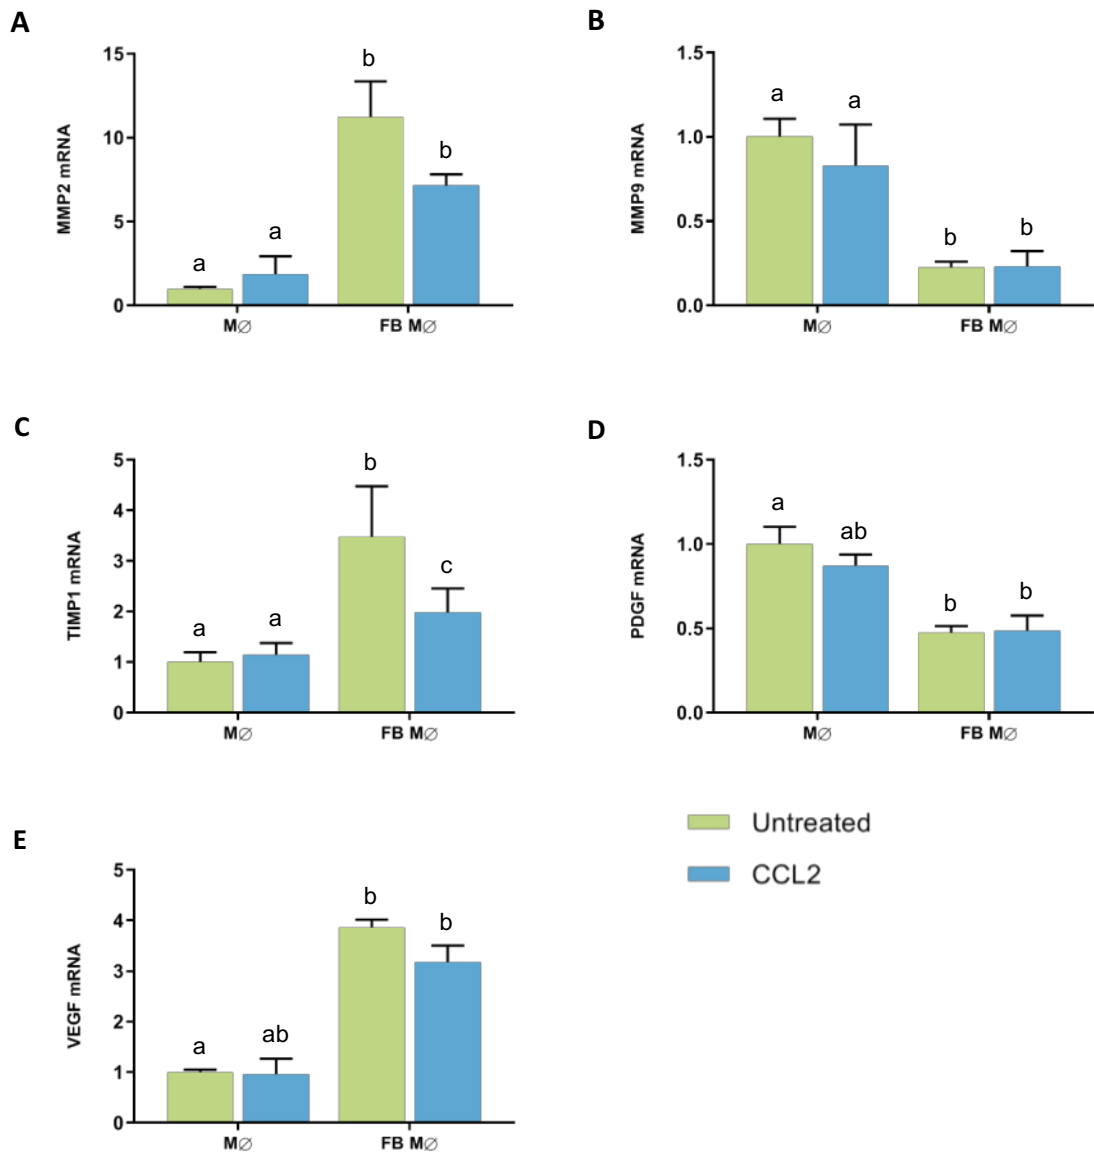 A
MMP2 mRNA
15
10
5
0
a
a
b
b
MØ
FB MØ
B
MMP9 mRNA
1.5
1.0
0.5
0.0
a
a
b
b
MØ
FB MØ
C
TIMP1 mRNA
5
4
3
2
1
0
a
a
b
c
MØ
FB MØ
D
PDGF mRNA
1.5
1.0
0.5
0.0
a
ab
b
b
MØ
FB MØ
Untreated
CCL2
E
VEGF mRNA
5
4
3
2
1
0
a
ab
b
b
MØ
FB MØ